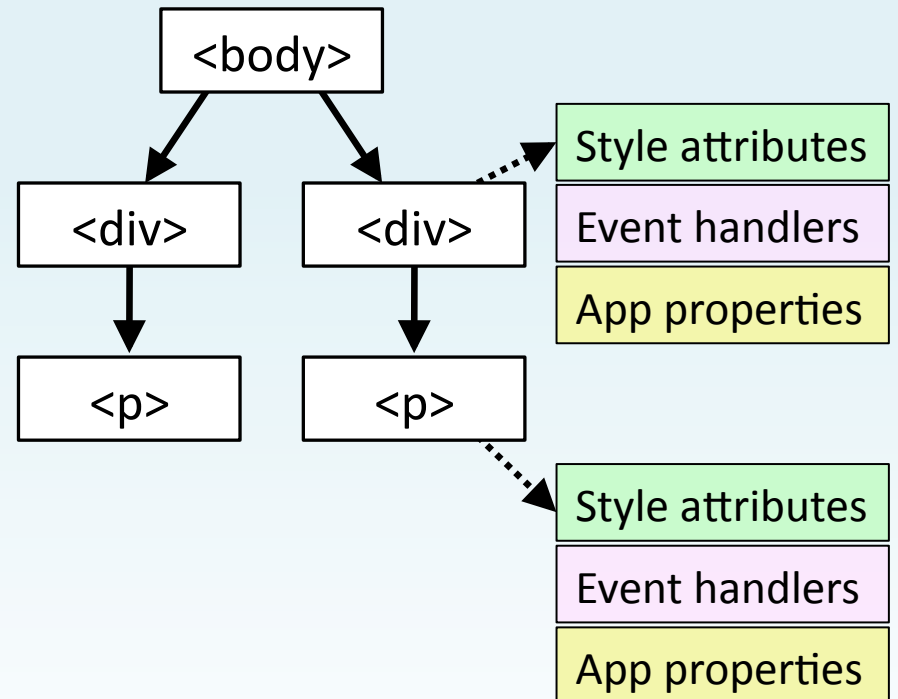 <body>
Style attributes
<div>
<div>
Event handlers
App properties
<p>
<p>
Style attributes
Event handlers
App properties